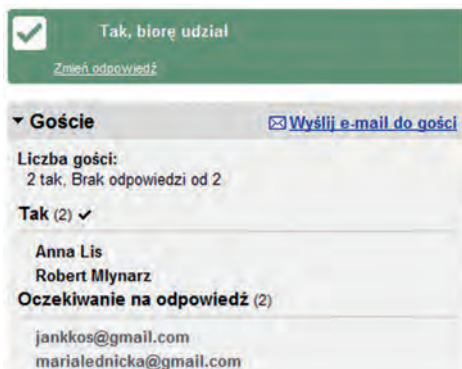 Tak, biorę udział
Zmień odpowiedź
Goście Wyślij e-mail do gości
Liczba gości:
2 tak, Brak odpowiedzi od 2
Tak (2)
Anna Lis
Robert Mlynarz
Oczekiwanie na odpowiedź (2)
jankkos@gmail.com
marialednicka@gmail.com